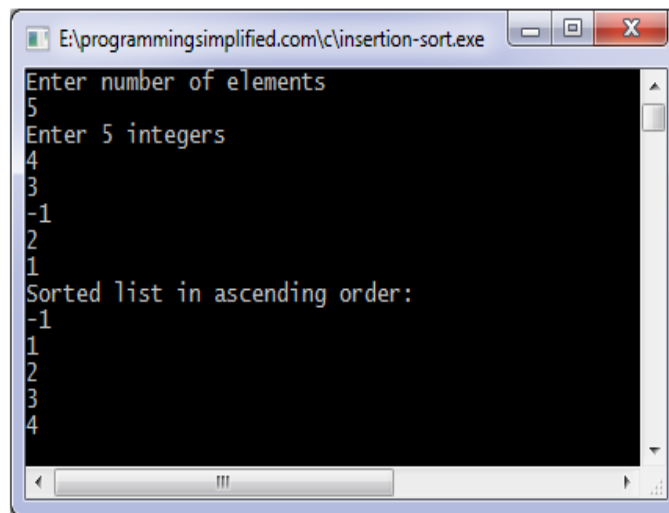 E:\programmingsimplified.com\c\insertion-sort.exe
Enter number of elements
5
Enter 5 integers
4
3
-1
2
1
Sorted list in ascending order:
-1
1
2
3
4